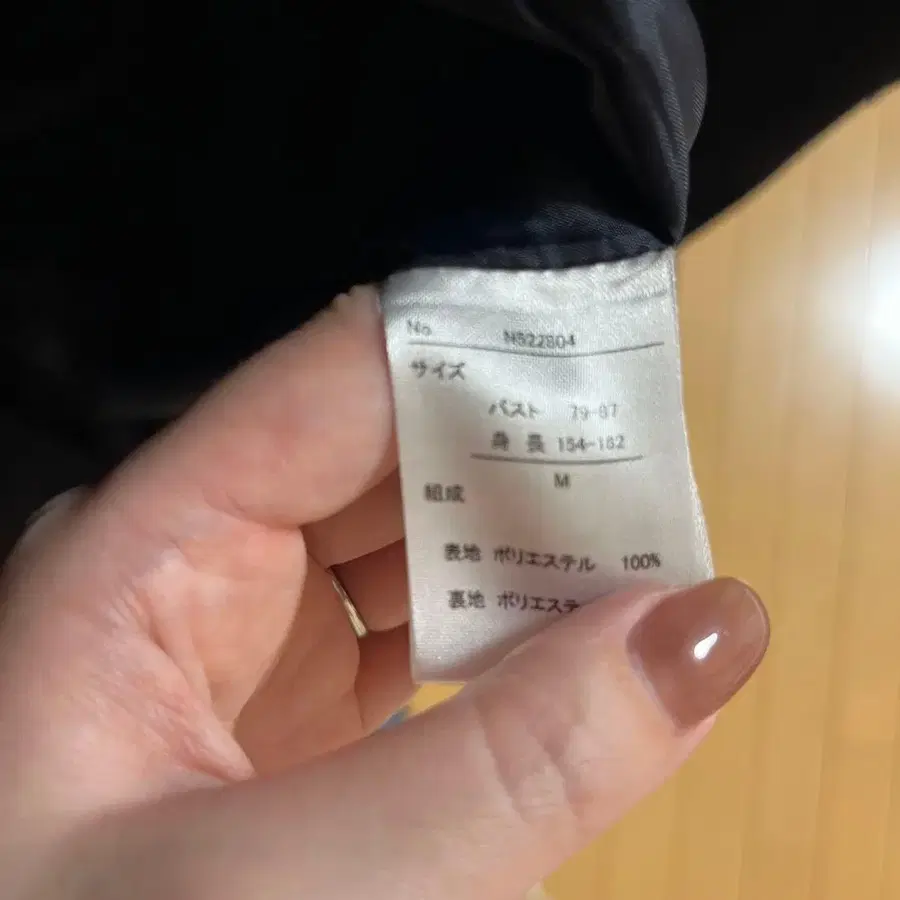 No. N522804
サイズ
バスト 79-87
身長 154-162
M
組成
表地 ポリエステル 100%
裏地 ポリエステ